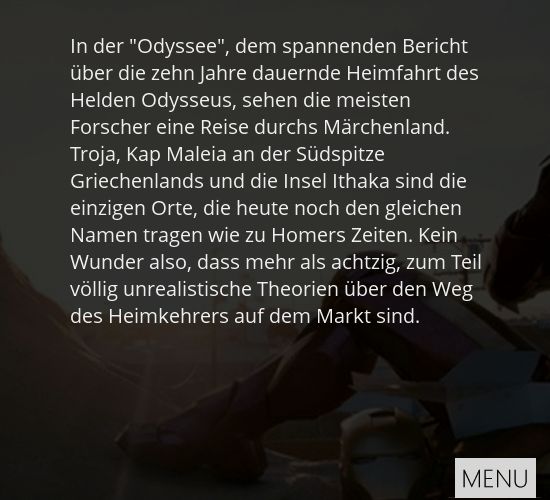 In der "Odyssee", dem spannenden Bericht
über die zehn Jahre dauernde Heimfahrt des
Helden Odysseus, sehen die meisten
Forscher eine Reise durchs Märchenland.
Troja, Kap Maleia an der Südspitze
Griechenlands und die Insel Ithaka sind die
einzigen Orte, die heute noch den gleichen
Namen tragen wie zu Homers Zeiten. Kein
Wunder also, dass mehr als achtzig, zum Teil
völlig unrealistische Theorien über den Weg
des Heimkehrers auf dem Markt sind.
MENU